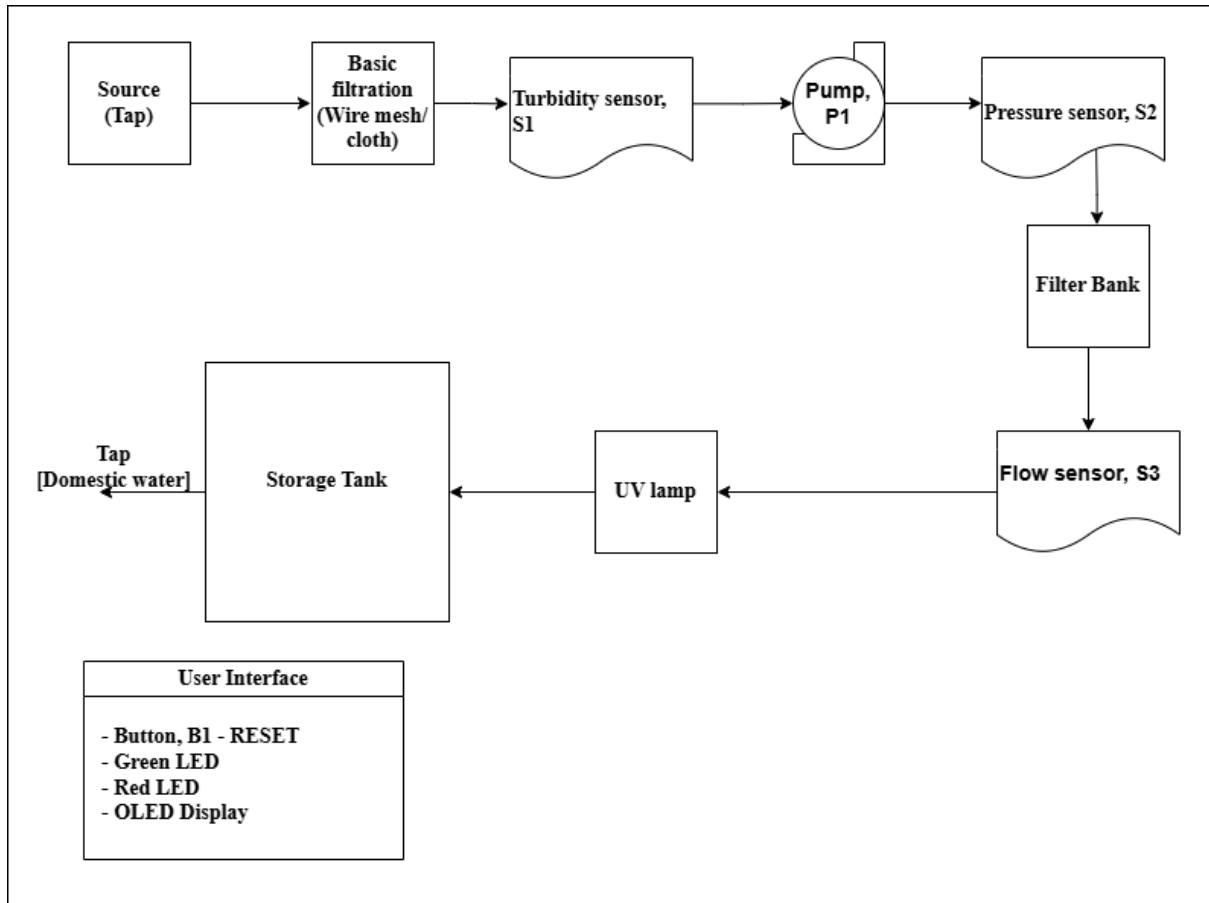 Source
(Tap)
Basic
filtration
(Wire mesh/
cloth)
Turbidity sensor,
S1
Pump,
P1
Pressure sensor, S2
Filter Bank
Flow sensor, S3
UV lamp
Storage Tank
Tap
[Domestic water]
User Interface
- Button, B1 - RESET
- Green LED
- Red LED
- OLED Display